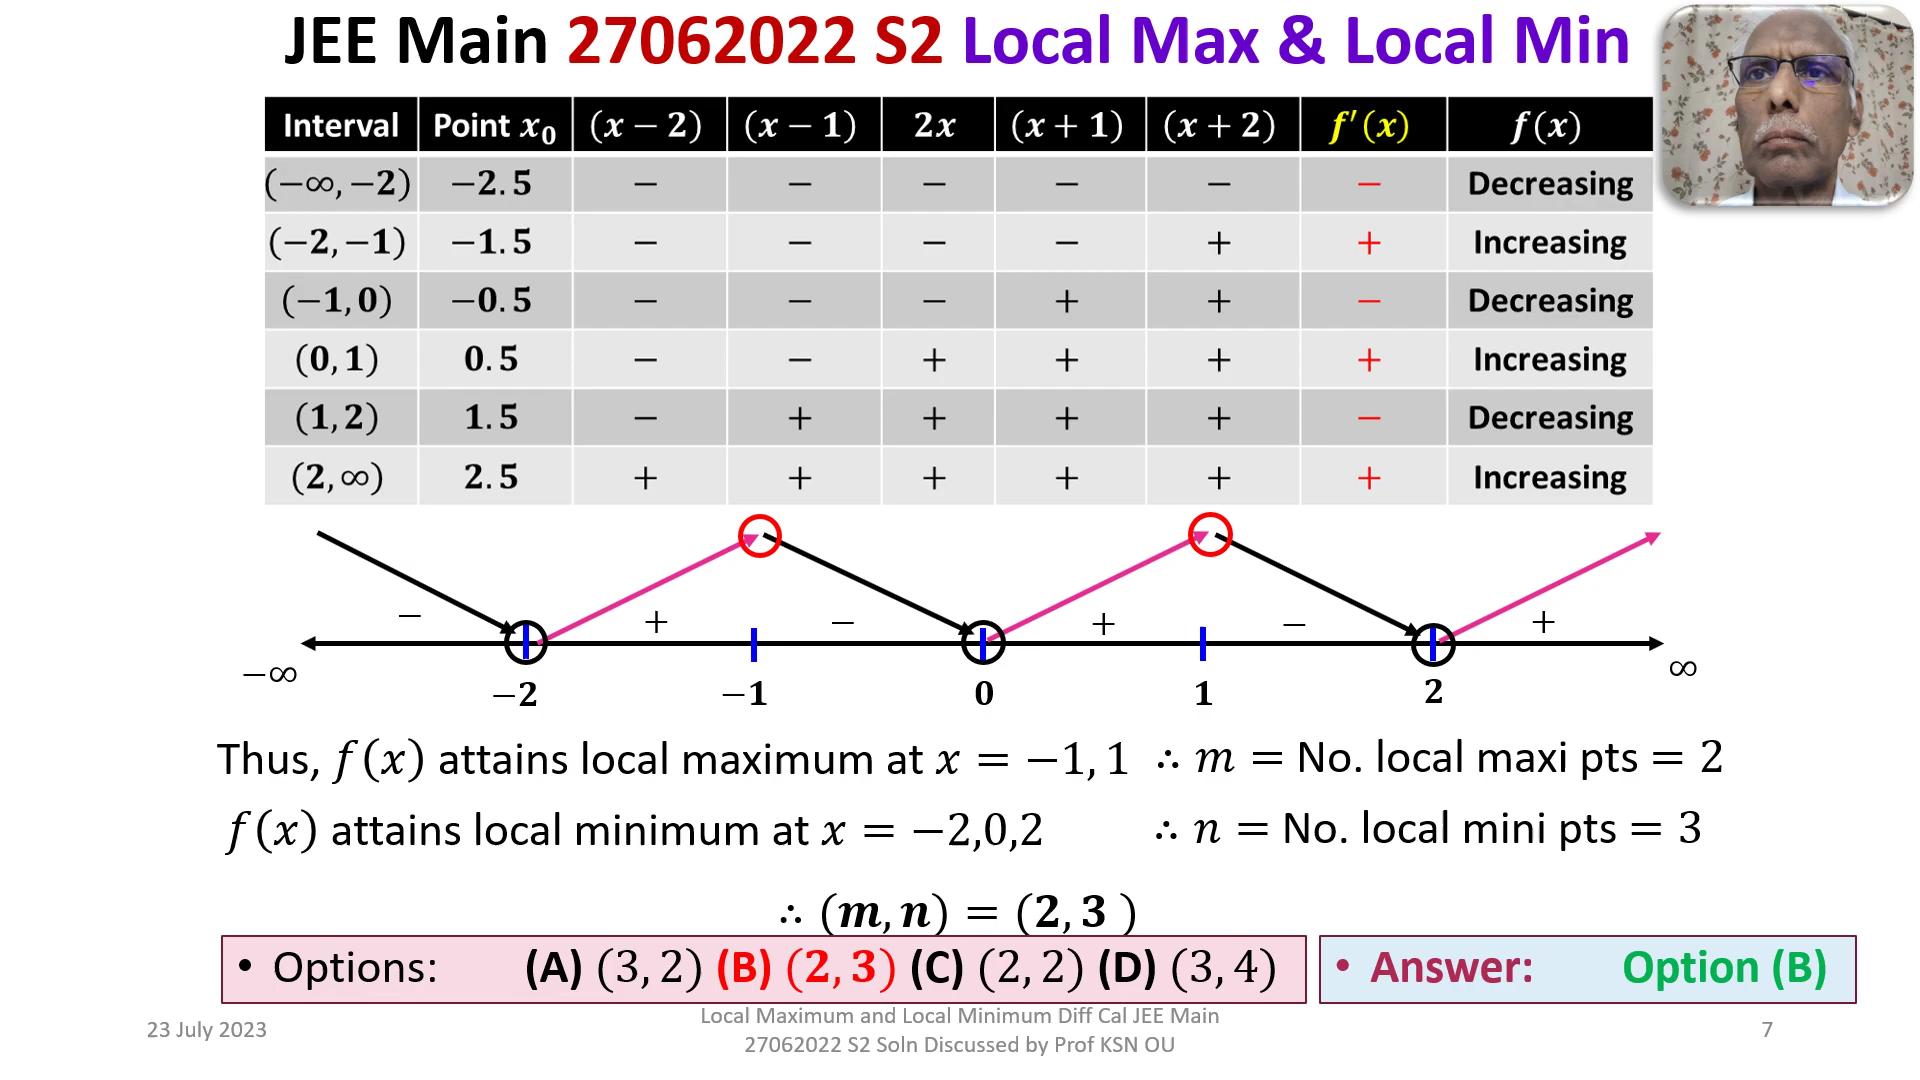 JEE Main 27062022 S2 Local Max & Local Min
Interval Point x₀ (x − 2) (x − 1) 2x (x + 1) (x + 2) f′(x) f(x)
(−∞, −2) −2.5 − − − − − − Decreasing
(−2, −1) −1.5 − − − − + + Increasing
(−1, 0) −0.5 − − − + + − Decreasing
(0, 1) 0.5 − − + + + + Increasing
(1, 2) 1.5 − + + + + − Decreasing
(2, ∞) 2.5 + + + + + + Increasing
− + − + − +
−∞ −2 −1 0 1 2 ∞
Thus, f(x) attains local maximum at x = −1, 1 ∴ m = No. local maxi pts = 2
f(x) attains local minimum at x = −2,0,2 ∴ n = No. local mini pts = 3
∴ (m, n) = (2, 3 )
• Options: (A) (3, 2) (B) (2, 3) (C) (2, 2) (D) (3, 4) • Answer: Option (B)
23 July 2023
Local Maximum and Local Minimum Diff Cal JEE Main
27062022 S2 Soln Discussed by Prof KSN OU
7